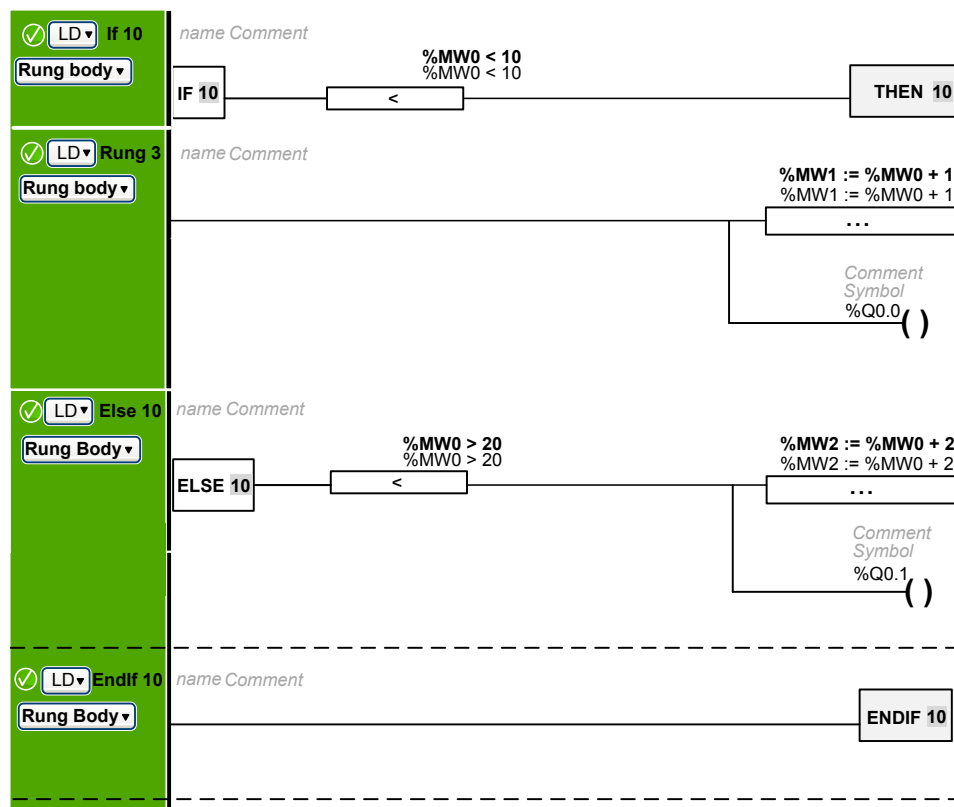 LD If 10 name Comment
Rung body
%MW0 < 10
%MW0 < 10
IF 10 < THEN 10
LD Rung 3 name Comment
Rung body
%MW1 := %MW0 + 1
%MW1 := %MW0 + 1
...
Comment
Symbol
%Q0.0
( )
LD Else 10 name Comment
Rung Body
%MW0 > 20 %MW2 := %MW0 + 2
%MW0 > 20 %MW2 := %MW0 + 2
ELSE 10 < ...
Comment
Symbol
%Q0.1
( )
LD EndIf 10 name Comment
Rung Body
ENDIF 10